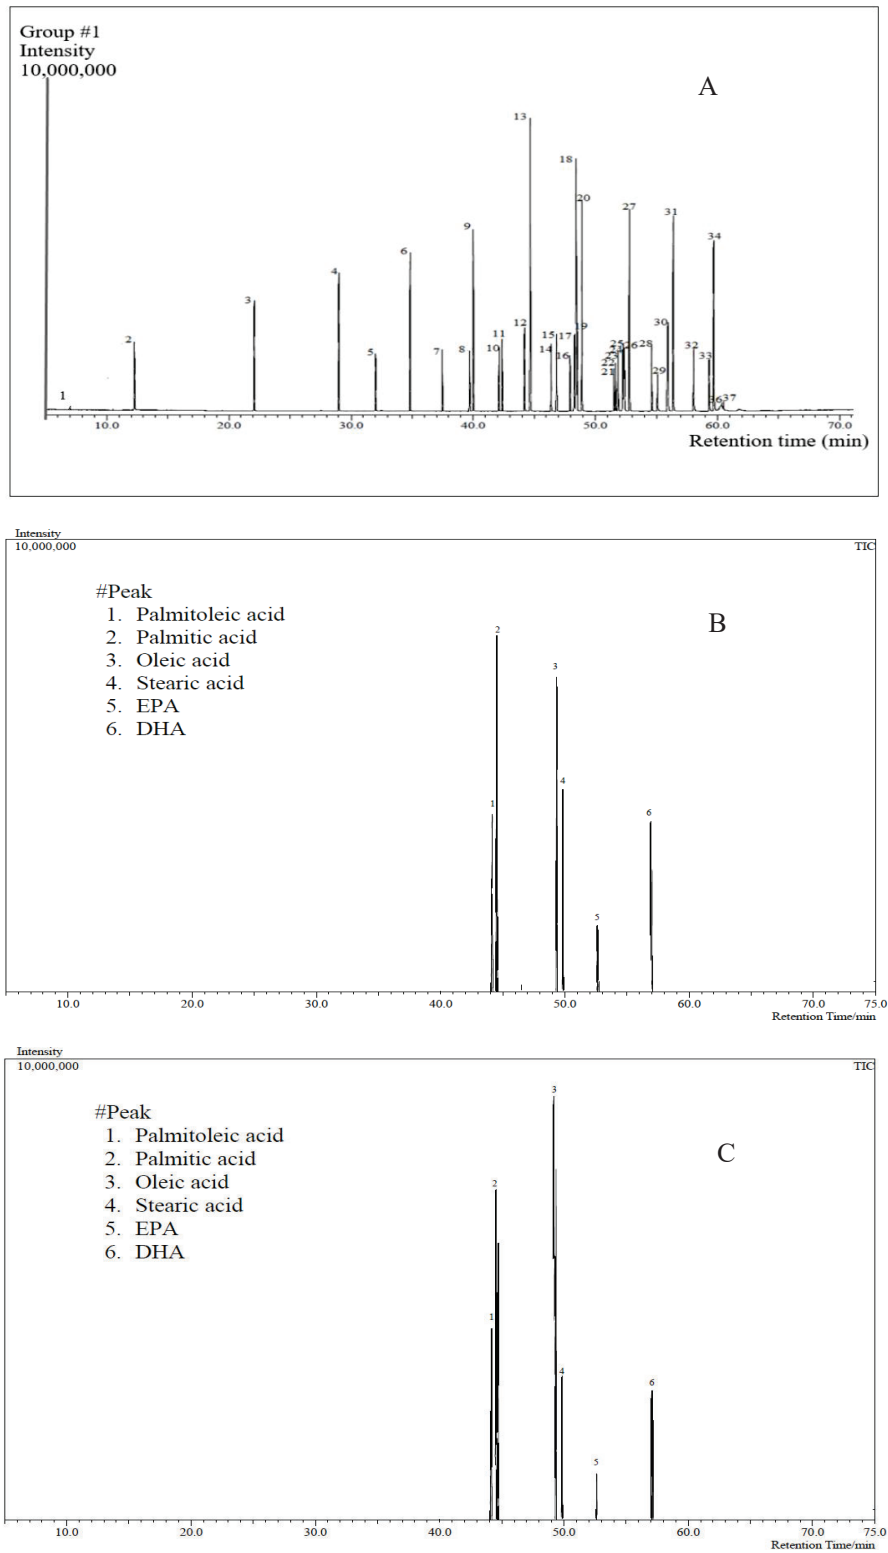 Group #1
Intensity
10,000,000
A
13
18
20
27
31
9
34
6
4
3
12
30
19
2
11
15
17
25
10
8
14
26
28
32
5
7
16
22
21
29
33
1
36
37
10.0 20.0 30.0 40.0 50.0 60.0 70.0
Retention time (min)
Intensity
10,000,000 TIC
#Peak
1. Palmitoleic acid
2. Palmitic acid
3. Oleic acid
4. Stearic acid
5. EPA
6. DHA
B
2
3
4
1
6
5
10.0 20.0 30.0 40.0 50.0 60.0 70.0 75.0
Retention Time/min
Intensity
10,000,000 TIC
#Peak
1. Palmitoleic acid
2. Palmitic acid
3. Oleic acid
4. Stearic acid
5. EPA
6. DHA
C
3
2
1
4
6
5
10.0 20.0 30.0 40.0 50.0 60.0 70.0 75.0
Retention Time/min